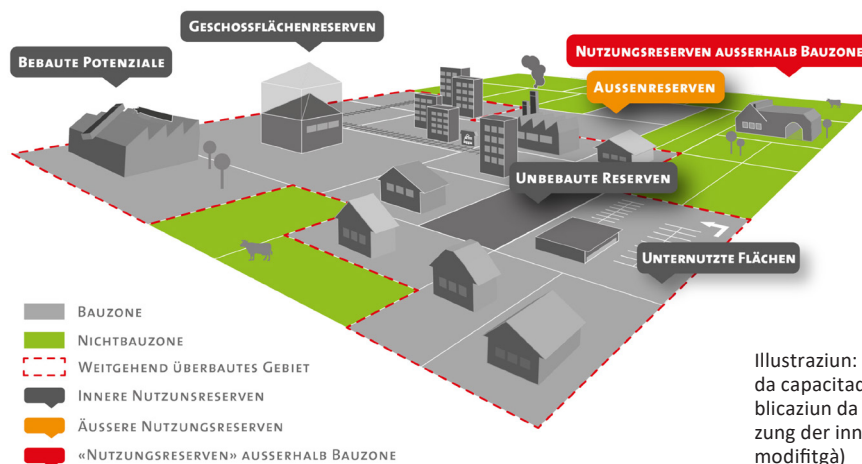 GESCHOSSFLÄCHENRESERVEN
BEBAUTE POTENZIALE
NUTZUNGSRESERVEN AUSSERHALB BAUZONE
AUSSENRESERVEN
UNBEBAUTE RESERVEN
UNTERNUTZTE FLÄCHEN
BAUZONE
NICHTBAUZONE
WEITGEHEND ÜBERBAUTES GEBIET
INNERE NUTZUNSRESERVEN
ÄUSSERE NUTZUNGSRESERVEN
«NUTZUNGSRESERVEN» AUSSERHALB BAUZONE
Illustraziun:
da capacitad
blicaziun da
zung der inn
modifitgà)